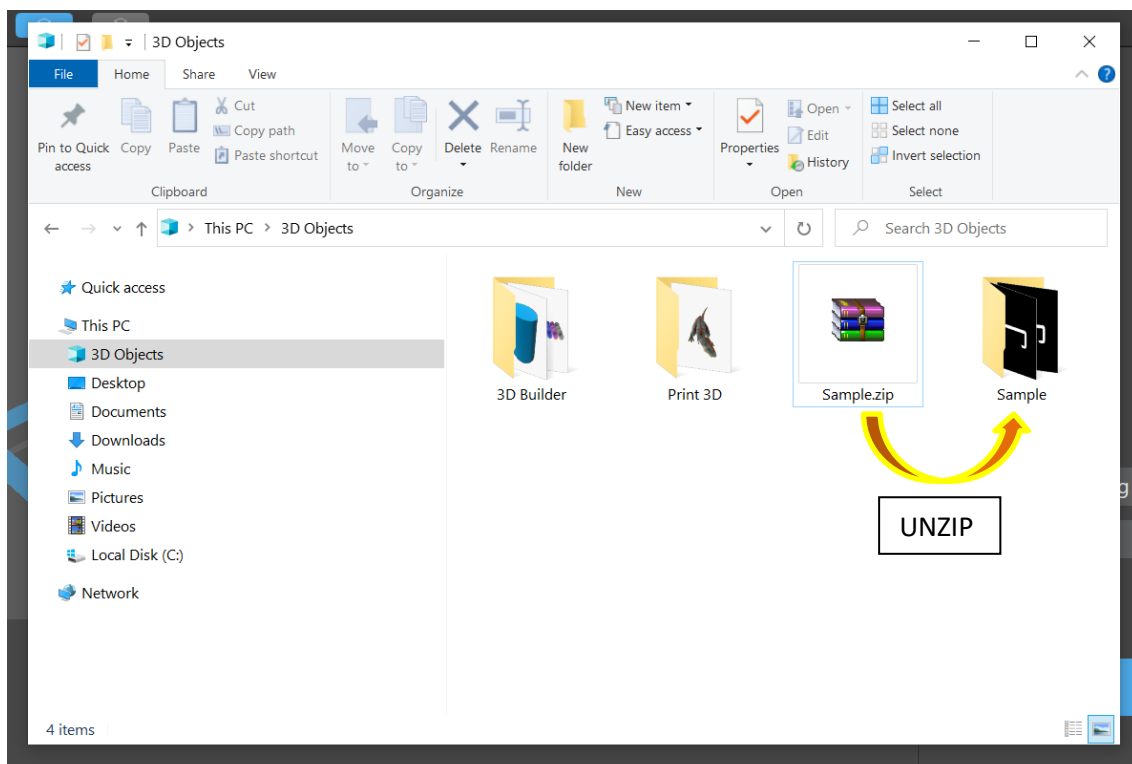 3D Objects
File Home Share View
Pin to Quick access
Copy
Paste
Cut
Copy path
Paste shortcut
Clipboard
Move to
Copy to
Delete
Rename
Organize
New folder
New item
Easy access
New
Properties
Open
Edit
History
Open
Select all
Select none
Invert selection
Select
This PC > 3D Objects
Search 3D Objects
Quick access
This PC
3D Objects
Desktop
Documents
Downloads
Music
Pictures
Videos
Local Disk (C:)
Network
3D Builder
Print 3D
Sample.zip
Sample
UNZIP
g
4 items